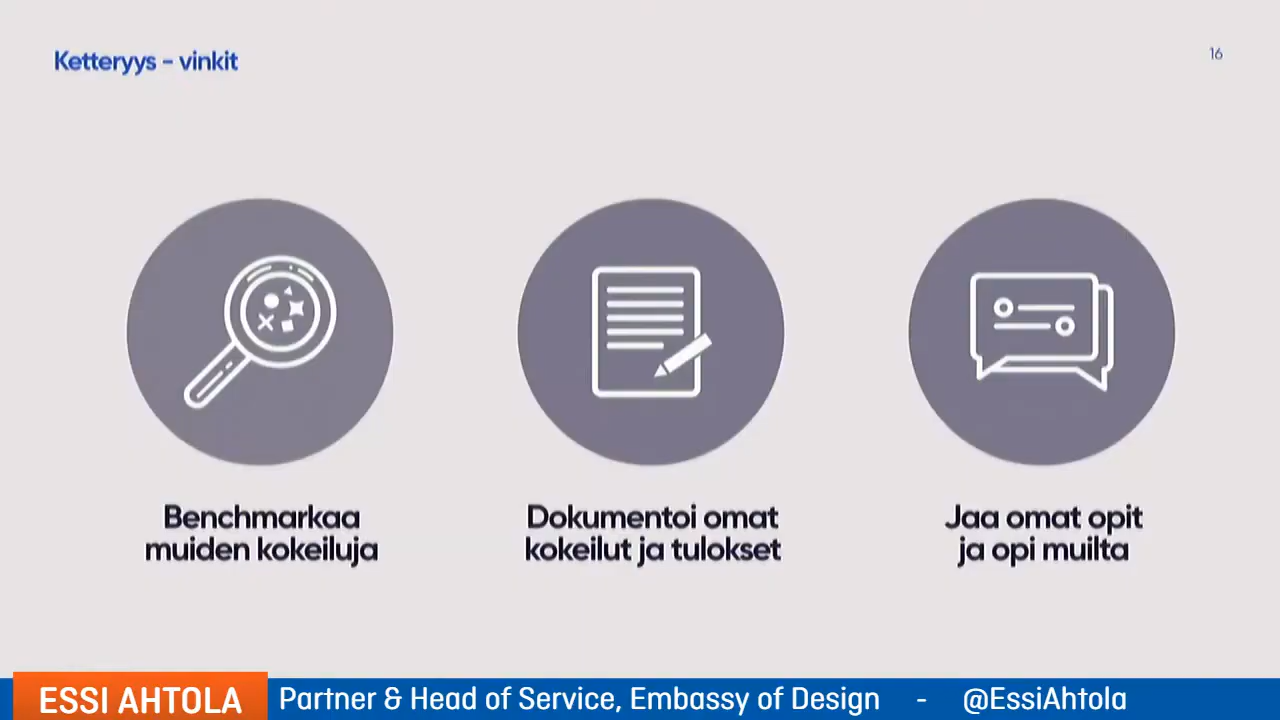 Ketteryys – vinkit
16
Benchmarkaa
muiden kokeiluja
Dokumentoi omat
kokeilut ja tulokset
Jaa omat opit
ja opi muilta
ESSI AHTOLA
Partner & Head of Service, Embassy of Design - @EssiAhtola